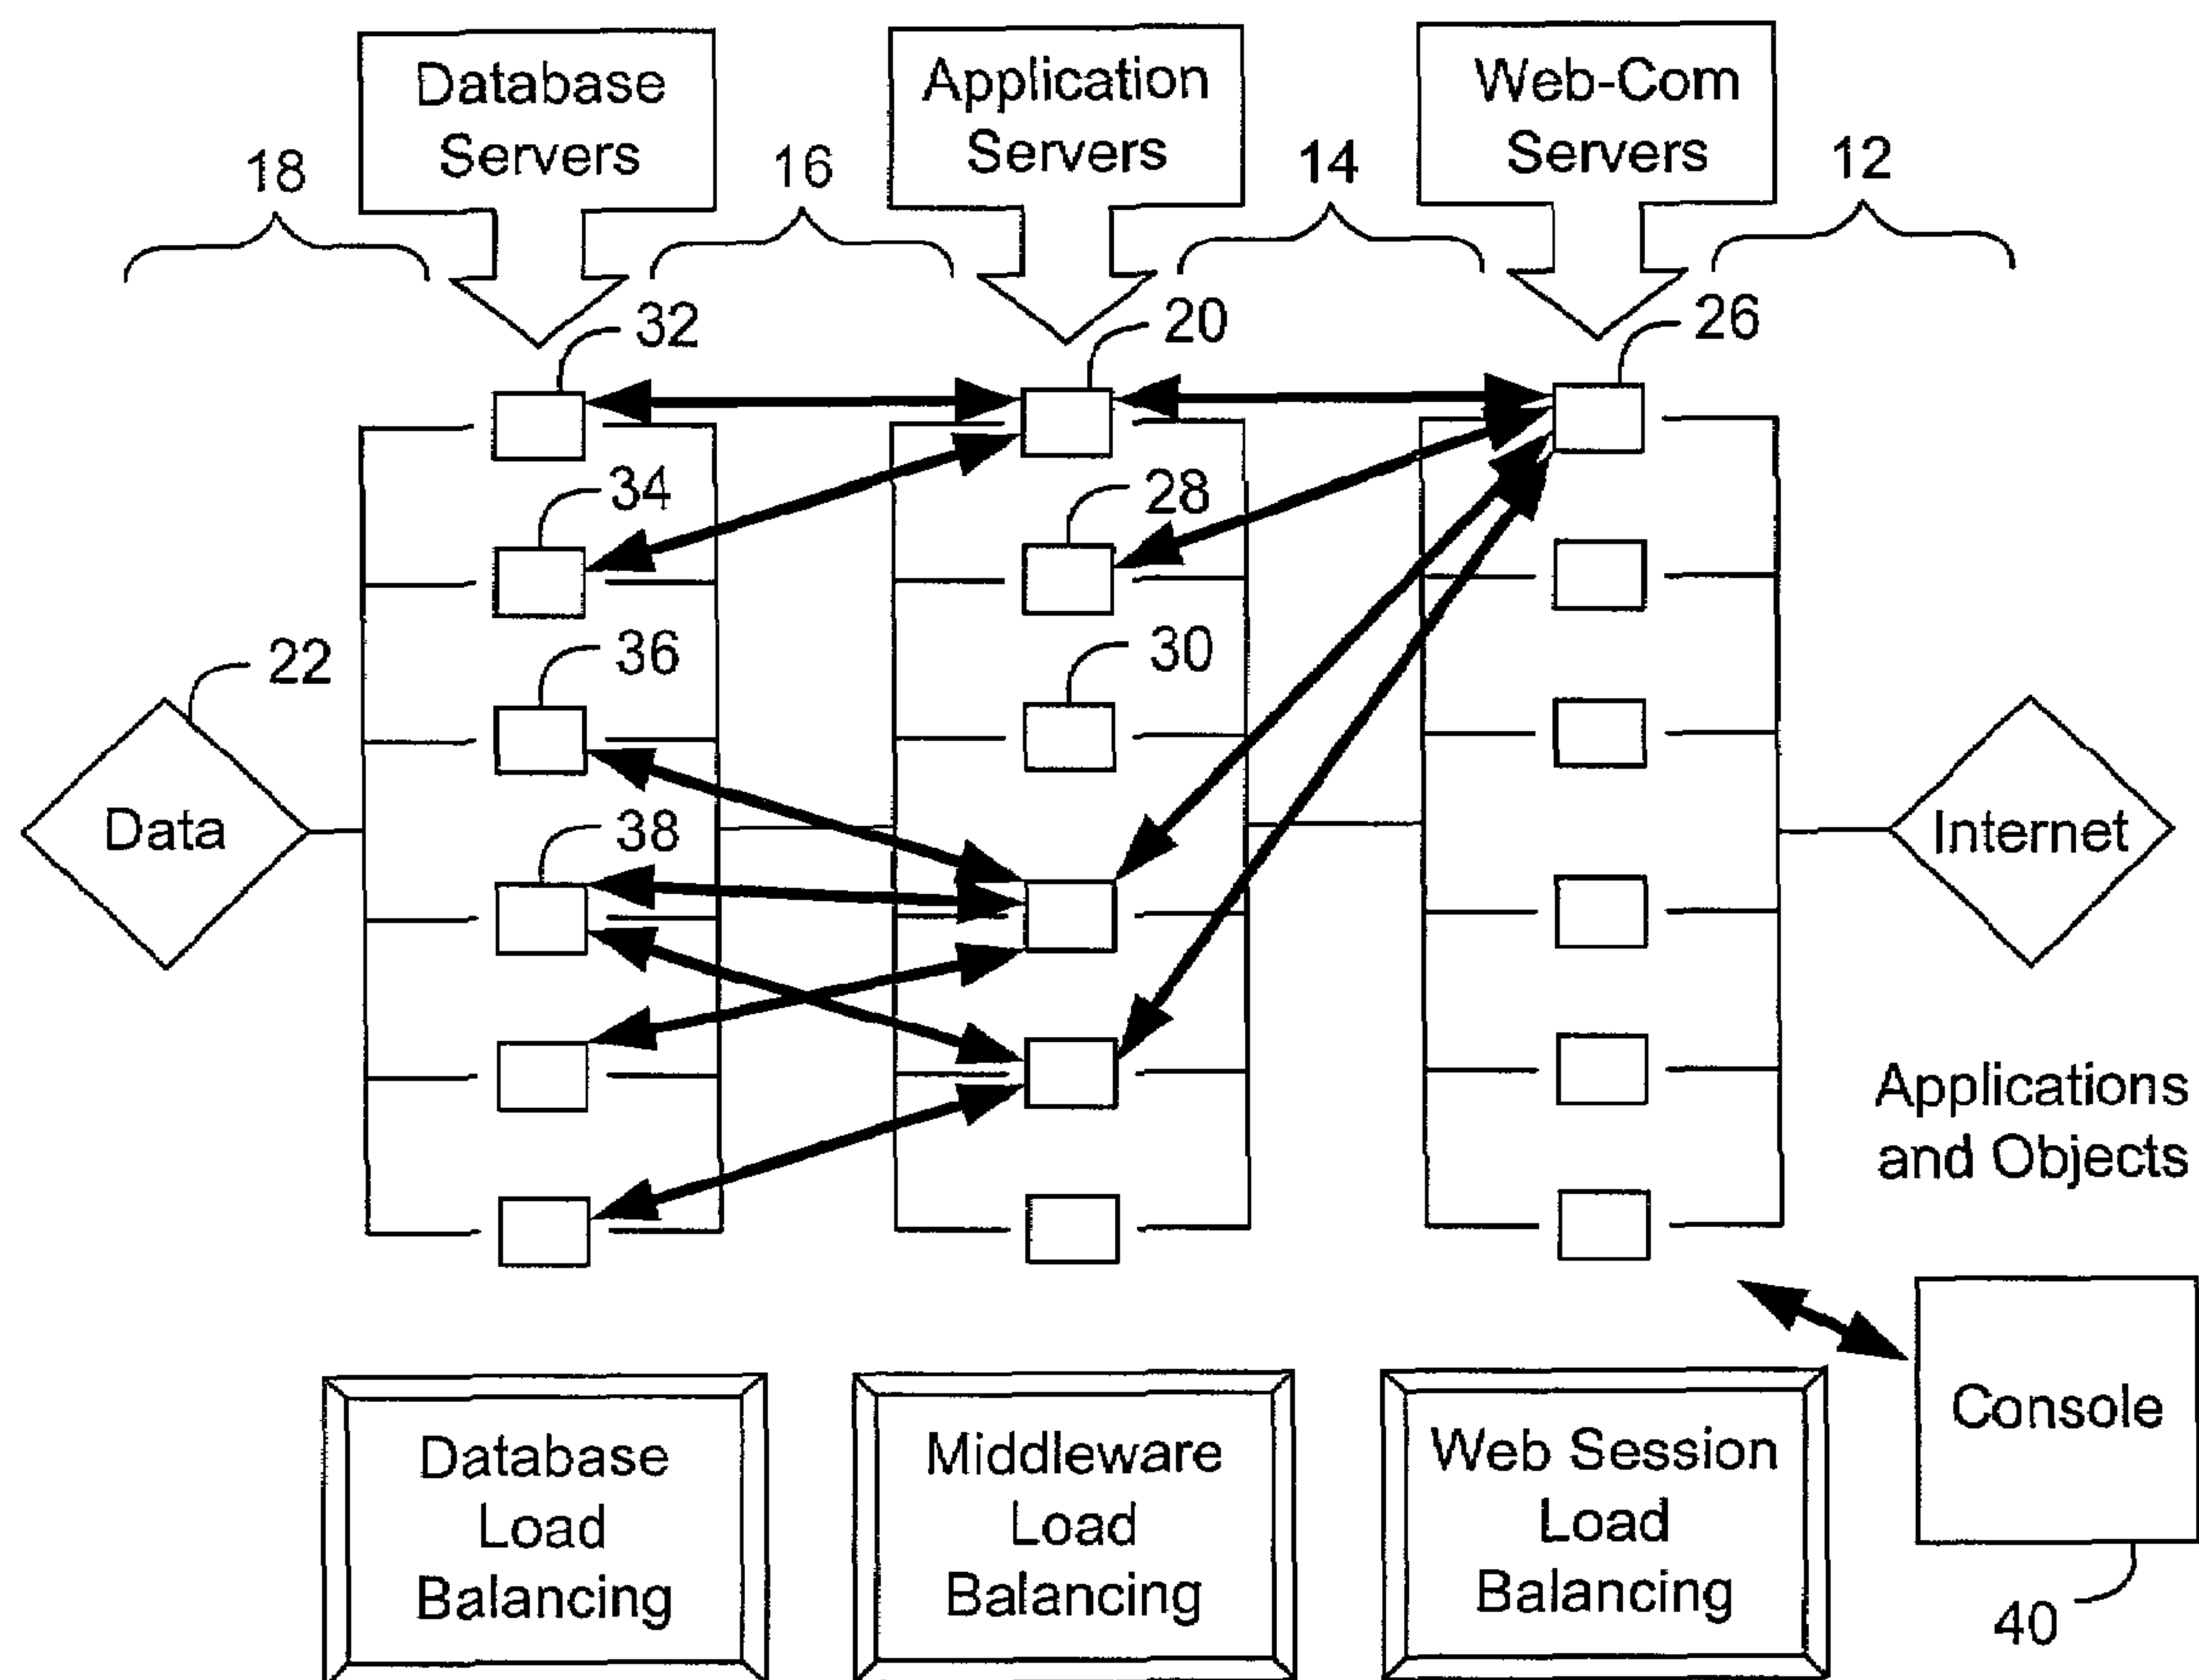 Database
Servers
Application
Servers
Web-Com
Servers
18
16
14
12
32
20
26
34
28
22
36
30
Data
38
Internet
Applications
and Objects
Database
Load
Balancing
Middleware
Load
Balancing
Web Session
Load
Balancing
Console
40